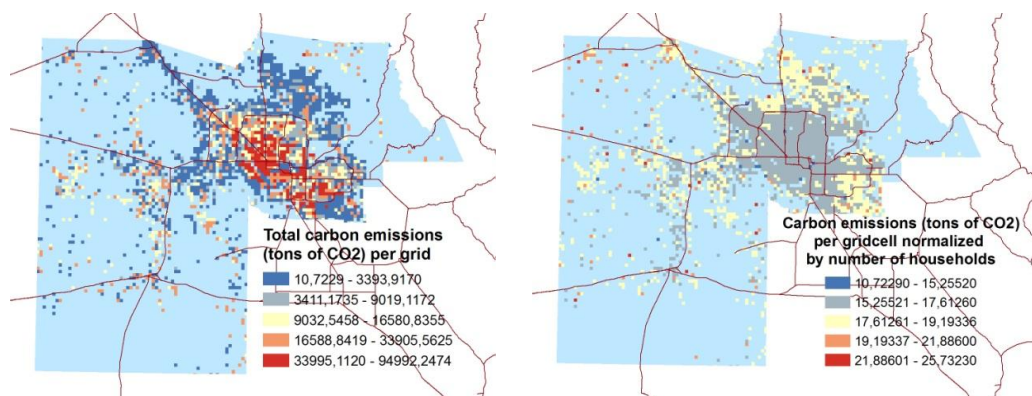 Total carbon emissions
(tons of CO2) per grid
10,7229 - 3393,9170
3411,1735 - 9019,1172
9032,5458 - 16580,8355
16588,8419 - 33905,5625
33995,1120 - 94992,2474
Carbon emissions (tons of CO2)
per gridcell normalized
by number of households
10,72290 - 15,25520
15,25521 - 17,61260
17,61261 - 19,19336
19,19337 - 21,88600
21,88601 - 25,73230